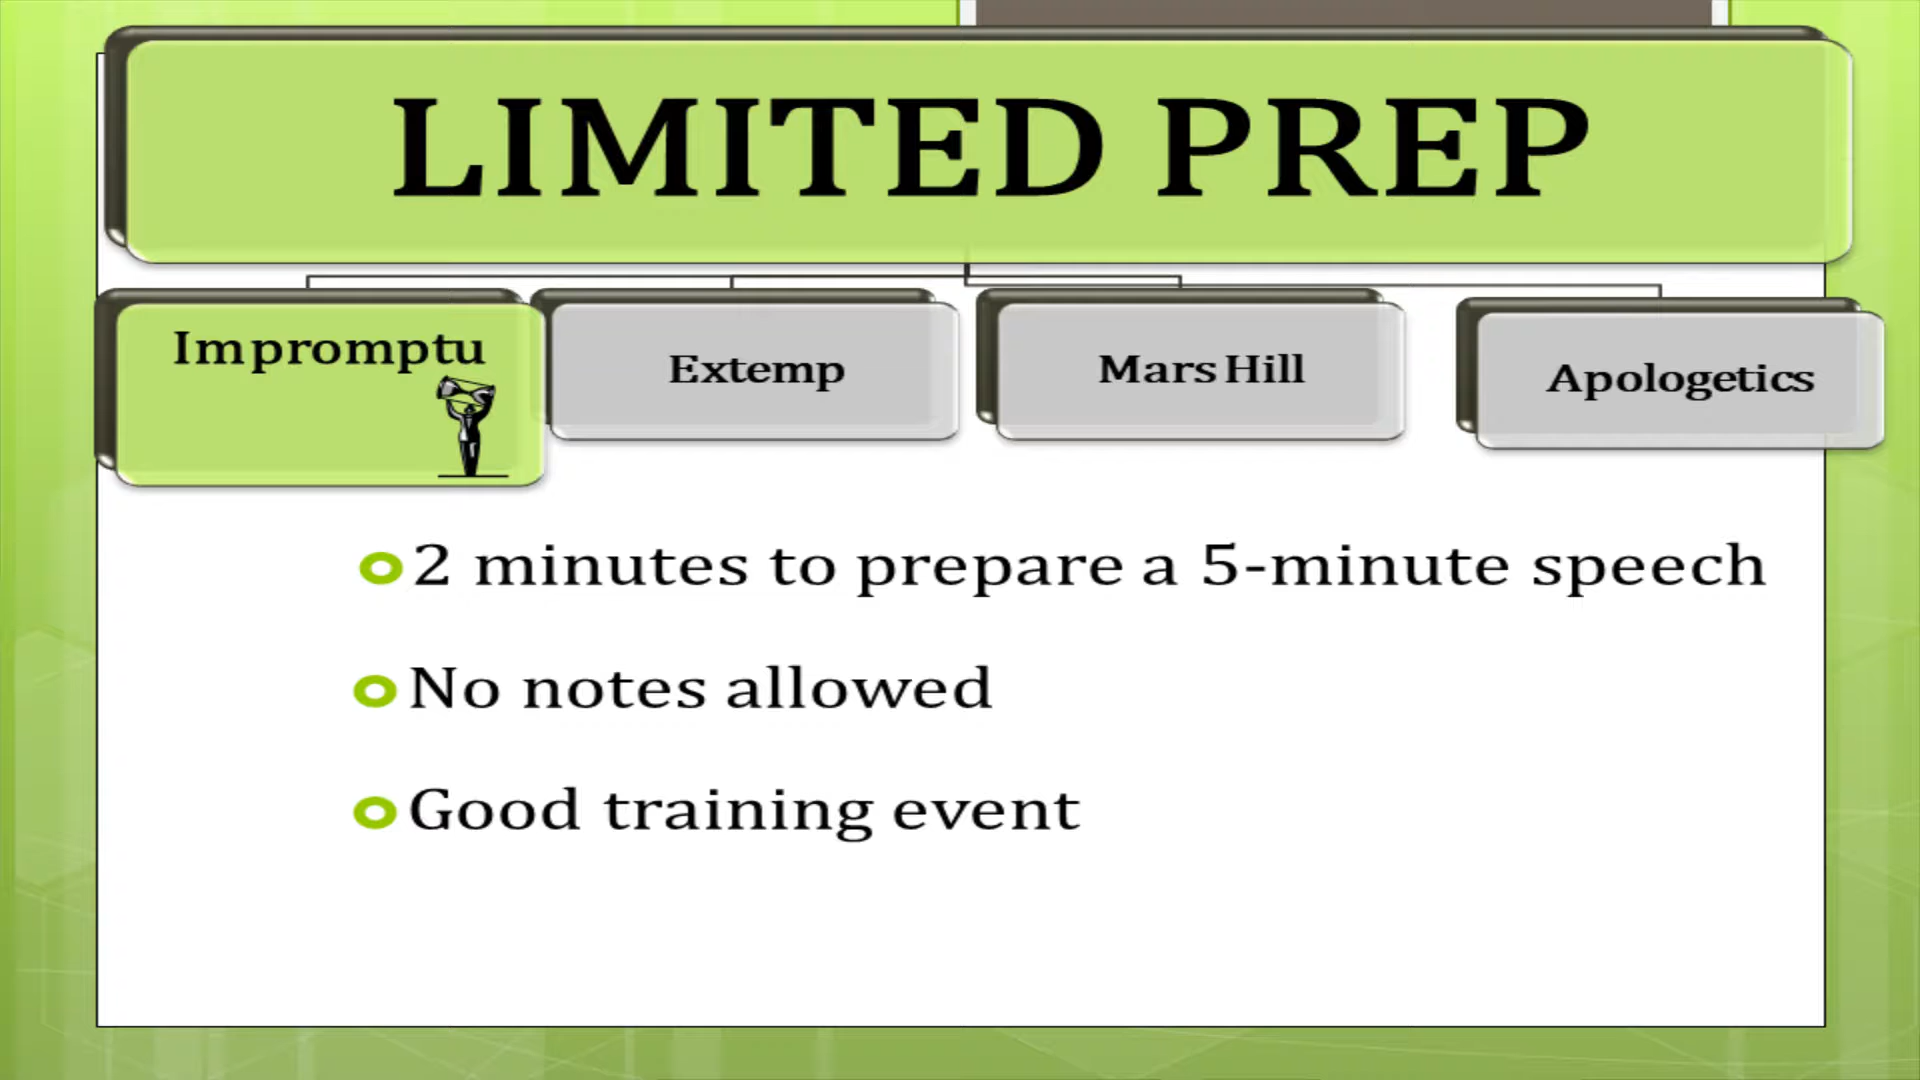 LIMITED PREP
Impromptu
Extemp
Mars Hill
Apologetics
2 minutes to prepare a 5-minute speech
No notes allowed
Good training event